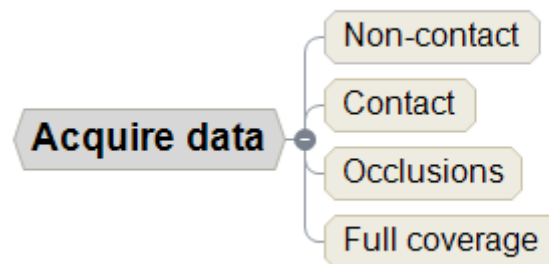 Acquire data
Non-contact
Contact
Occlusions
Full coverage